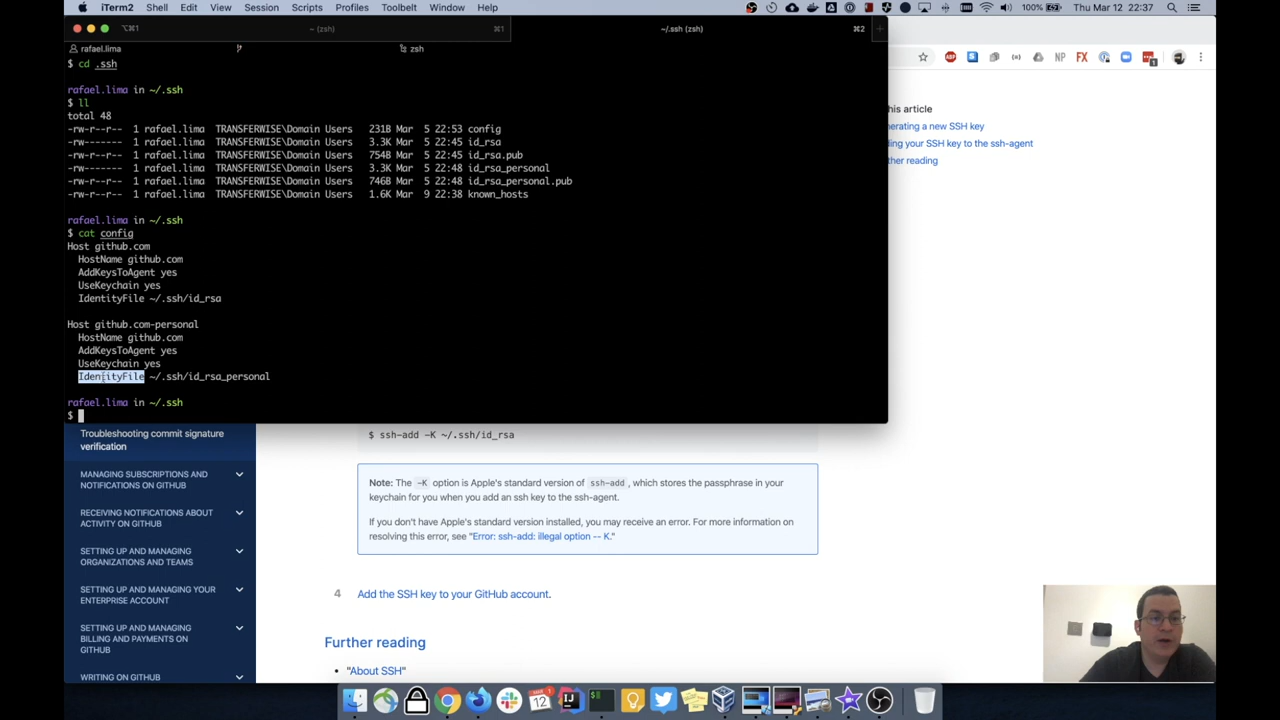 iTerm2 Shell Edit View Session Scripts Profiles Toolbelt Window Help 100% Thu Mar 12 22:37
⌥⌘1 ~ (zsh) ⌘1 ~/.ssh (zsh) ⌘2
rafael.lima zsh
$ cd .ssh
rafael.lima in ~/.ssh
$ ll
total 48
-rw-r--r-- 1 rafael.lima TRANSFERWISE\Domain Users 231B Mar 5 22:53 config
-rw------- 1 rafael.lima TRANSFERWISE\Domain Users 3.3K Mar 5 22:45 id_rsa
-rw-r--r-- 1 rafael.lima TRANSFERWISE\Domain Users 754B Mar 5 22:45 id_rsa.pub
-rw------- 1 rafael.lima TRANSFERWISE\Domain Users 3.3K Mar 5 22:48 id_rsa_personal
-rw-r--r-- 1 rafael.lima TRANSFERWISE\Domain Users 746B Mar 5 22:48 id_rsa_personal.pub
-rw-r--r-- 1 rafael.lima TRANSFERWISE\Domain Users 1.6K Mar 9 22:38 known_hosts
rafael.lima in ~/.ssh
$ cat config
Host github.com
HostName github.com
AddKeysToAgent yes
UseKeychain yes
IdentityFile ~/.ssh/id_rsa
Host github.com-personal
HostName github.com
AddKeysToAgent yes
UseKeychain yes
IdentityFile ~/.ssh/id_rsa_personal
rafael.lima in ~/.ssh
$
NP FX 1
his article
nerating a new SSH key
ding your SSH key to the ssh-agent
ther reading
Troubleshooting commit signature
verification
MANAGING SUBSCRIPTIONS AND
NOTIFICATIONS ON GITHUB
RECEIVING NOTIFICATIONS ABOUT
ACTIVITY ON GITHUB
SETTING UP AND MANAGING
ORGANIZATIONS AND TEAMS
SETTING UP AND MANAGING YOUR
ENTERPRISE ACCOUNT
SETTING UP AND MANAGING
BILLING AND PAYMENTS ON
GITHUB
WRITING ON GITHUB
$ ssh-add -K ~/.ssh/id_rsa
Note: The -K option is Apple's standard version of ssh-add, which stores the passphrase in your
keychain for you when you add an ssh key to the ssh-agent.
If you don't have Apple's standard version installed, you may receive an error. For more information on
resolving this error, see "Error: ssh-add: illegal option -- K."
4 Add the SSH key to your GitHub account.
Further reading
• "About SSH"
12